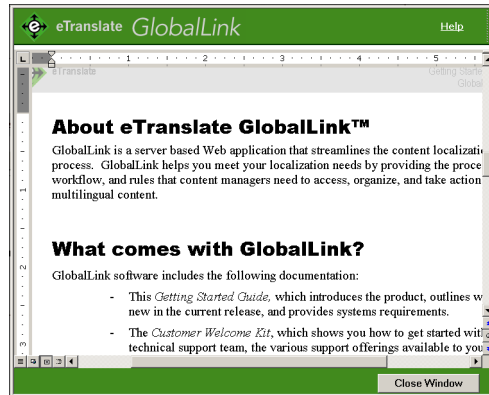 eTranslate GlobalLink
Help
1 2 3 4 5
eTranslate
Getting Starte
Global
About eTranslate GlobalLink™
GlobalLink is a server based Web application that streamlines the content localizatio
process. GlobalLink helps you meet your localization needs by providing the proce
workflow, and rules that content managers need to access, organize, and take action
multilingual content.
What comes with GlobalLink?
GlobalLink software includes the following documentation:
- This Getting Started Guide, which introduces the product, outlines w
new in the current release, and provides systems requirements.
- The Customer Welcome Kit, which shows you how to get started with
technical support team, the various support offerings available to you
Close Window